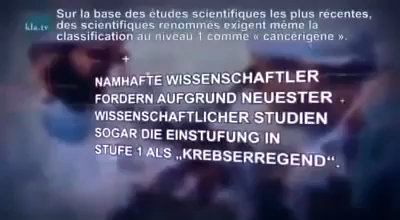 Sur la base des études scientifiques les plus récentes,
des scientifiques renommés exigent même la
classification au niveau 1 comme « cancérigène ».
kla.tv
NAMHAFTE WISSENSCHAFTLER
FORDERN AUFGRUND NEUESTER
WISSENSCHAFTLICHER STUDIEN
SOGAR DIE EINSTUFUNG IN
STUFE 1 ALS „KREBSERREGEND“.